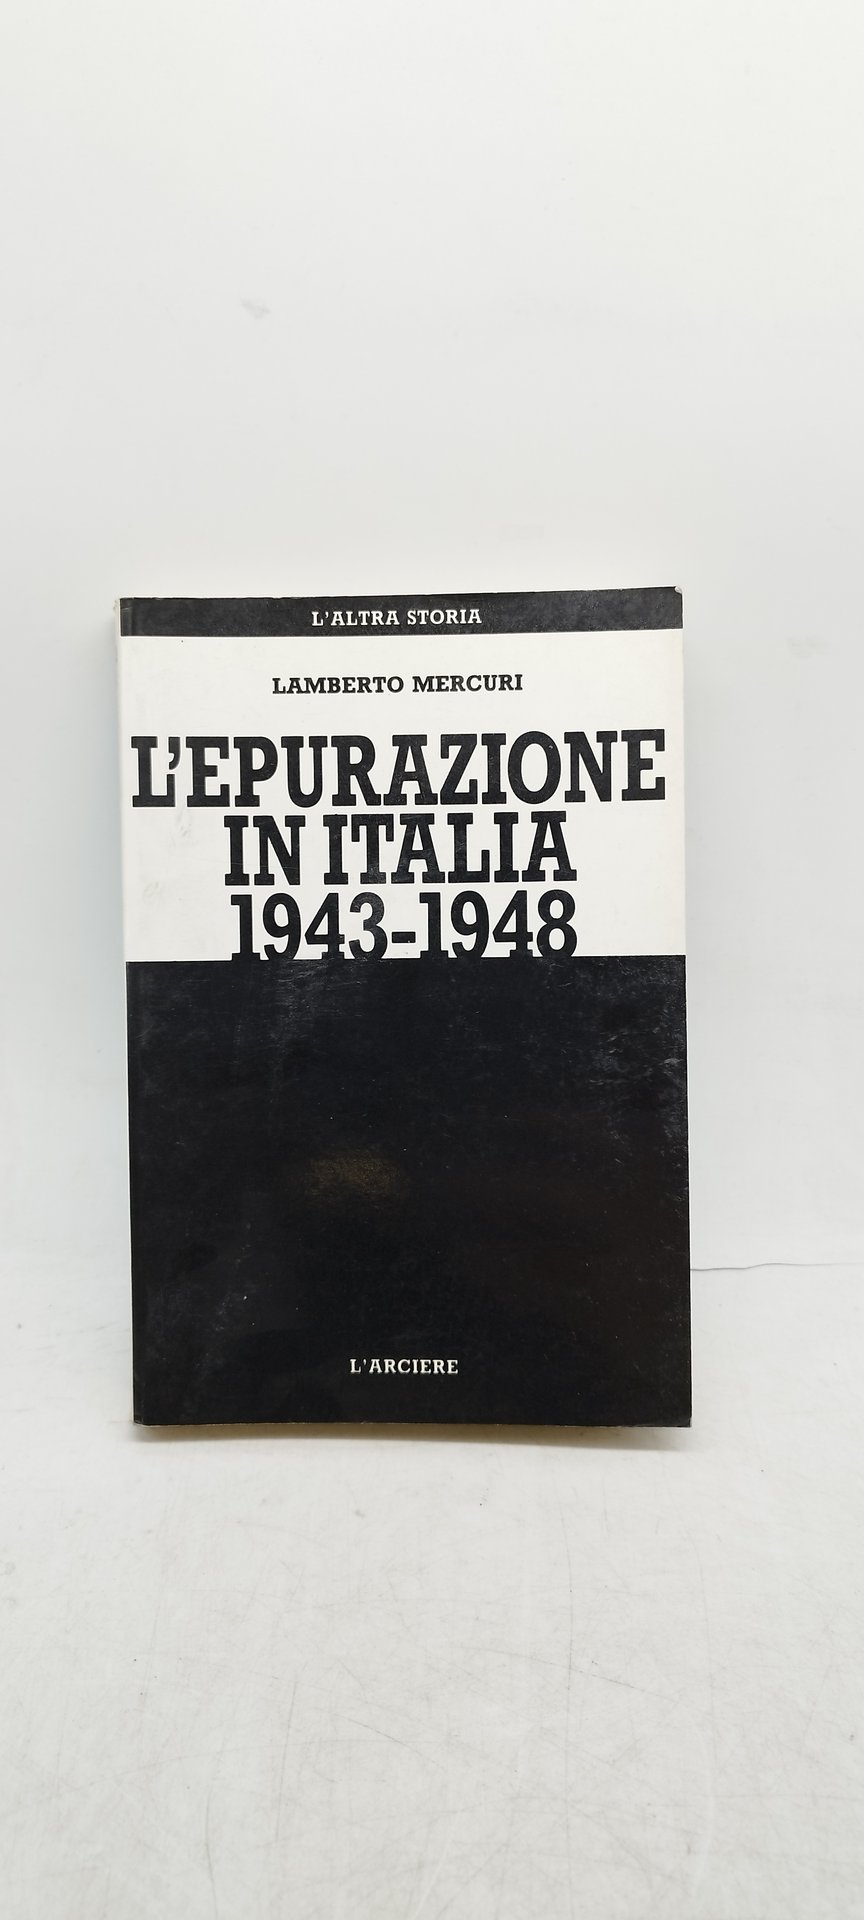 L'ALTRA STORIA
LAMBERTO MERCURI
L'EPURAZIONE
IN ITALIA
1943-1948
L'ARCIERE